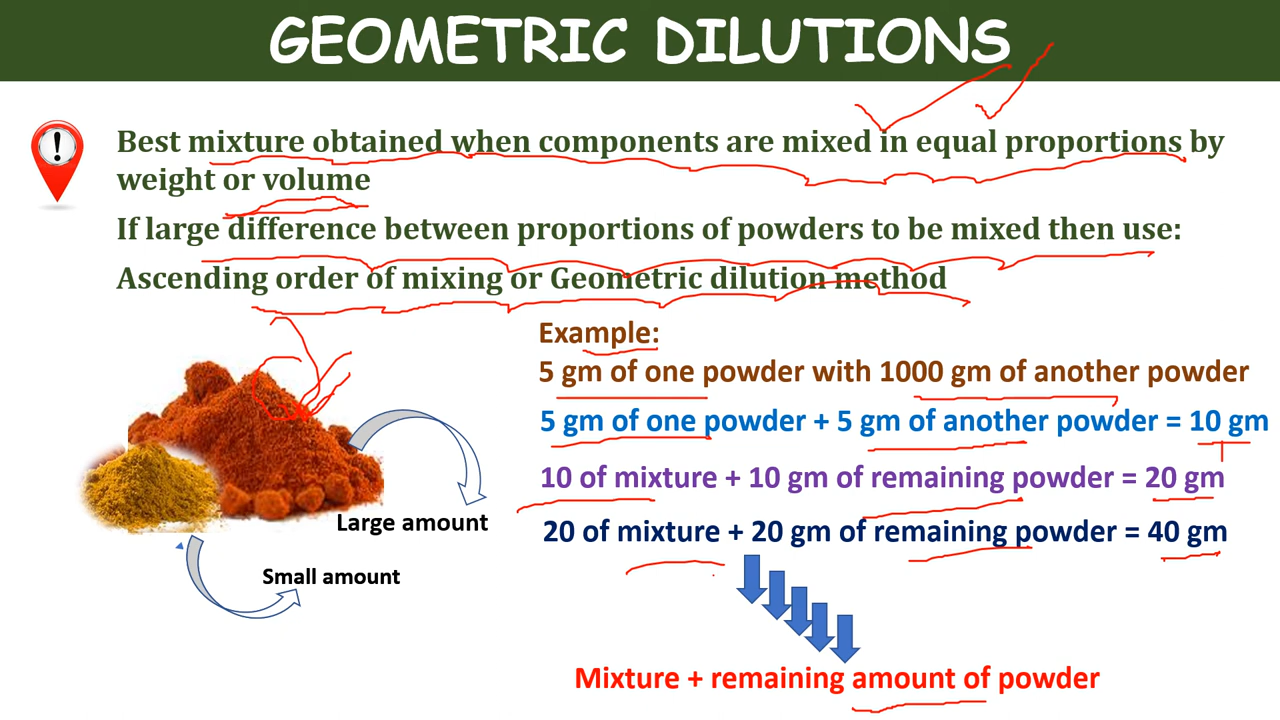 GEOMETRIC DILUTIONS
!
Best mixture obtained when components are mixed in equal proportions by
weight or volume
If large difference between proportions of powders to be mixed then use:
Ascending order of mixing or Geometric dilution method
Example:
5 gm of one powder with 1000 gm of another powder
5 gm of one powder + 5 gm of another powder = 10 gm
10 of mixture + 10 gm of remaining powder = 20 gm
20 of mixture + 20 gm of remaining powder = 40 gm
Large amount
Small amount
Mixture + remaining amount of powder